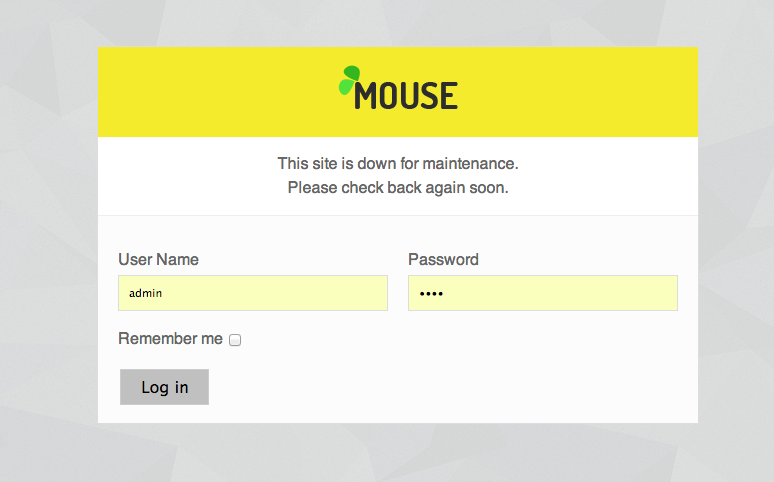 MOUSE
This site is down for maintenance.
Please check back again soon.
User Name
Password
admin
••••
Remember me
Log in